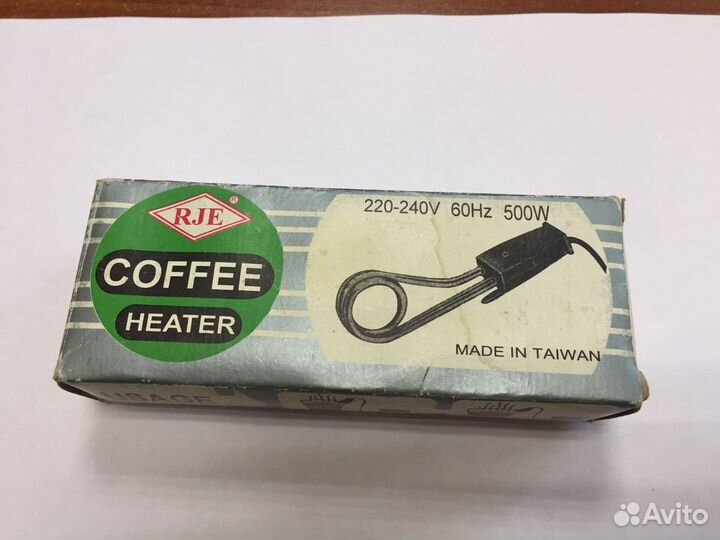 RJE®
COFFEE
HEATER
220-240V 60Hz 500W
MADE IN TAIWAN
USAGE
Avito